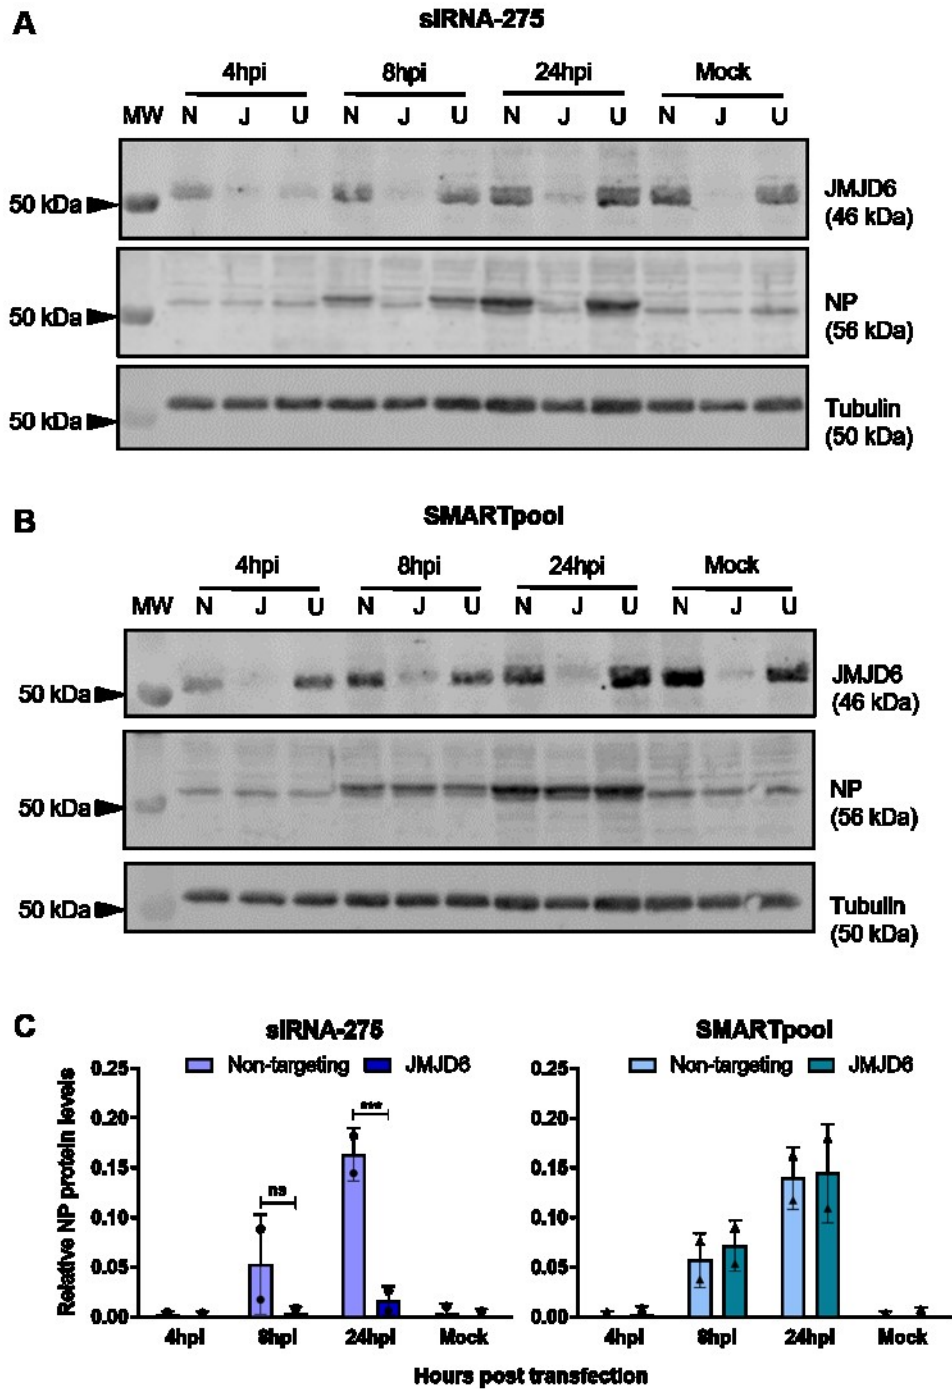 A
siRNA-275
4hpi 8hpi 24hpi Mock
MW N J U N J U N J U N J U
50 kDa JMJD6
(46 kDa)
50 kDa NP
(56 kDa)
50 kDa Tubulin
(50 kDa)
B
SMARTpool
4hpi 8hpi 24hpi Mock
MW N J U N J U N J U N J U
50 kDa JMJD6
(46 kDa)
50 kDa NP
(56 kDa)
50 kDa Tubulin
(50 kDa)
C
siRNA-275 SMARTpool
Non-targeting JMJD6 Non-targeting JMJD6
Relative NP protein levels
0.25 0.25
0.20 0.20
***
0.15 0.15
ns
0.10 0.10
0.05 0.05
0.00 0.00
4hpi 8hpi 24hpi Mock 4hpi 8hpi 24hpi Mock
Hours post transfection